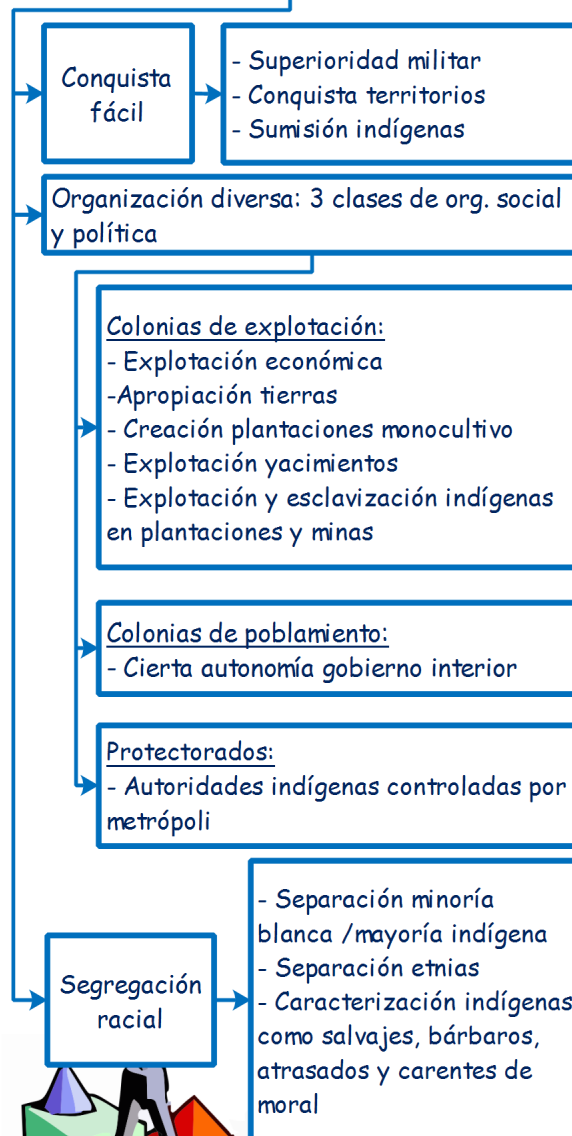 Conquista
fácil
- Superioridad militar
- Conquista territorios
- Sumisión indígenas
Organización diversa: 3 clases de org. social
y política
Colonias de explotación:
- Explotación económica
-Apropiación tierras
- Creación plantaciones monocultivo
- Explotación yacimientos
- Explotación y esclavización indígenas
en plantaciones y minas
Colonias de poblamiento:
- Cierta autonomía gobierno interior
Protectorados:
- Autoridades indígenas controladas por
metrópoli
Segregación
racial
- Separación minoría
blanca /mayoría indígena
- Separación etnias
- Caracterización indígenas
como salvajes, bárbaros,
atrasados y carentes de
moral